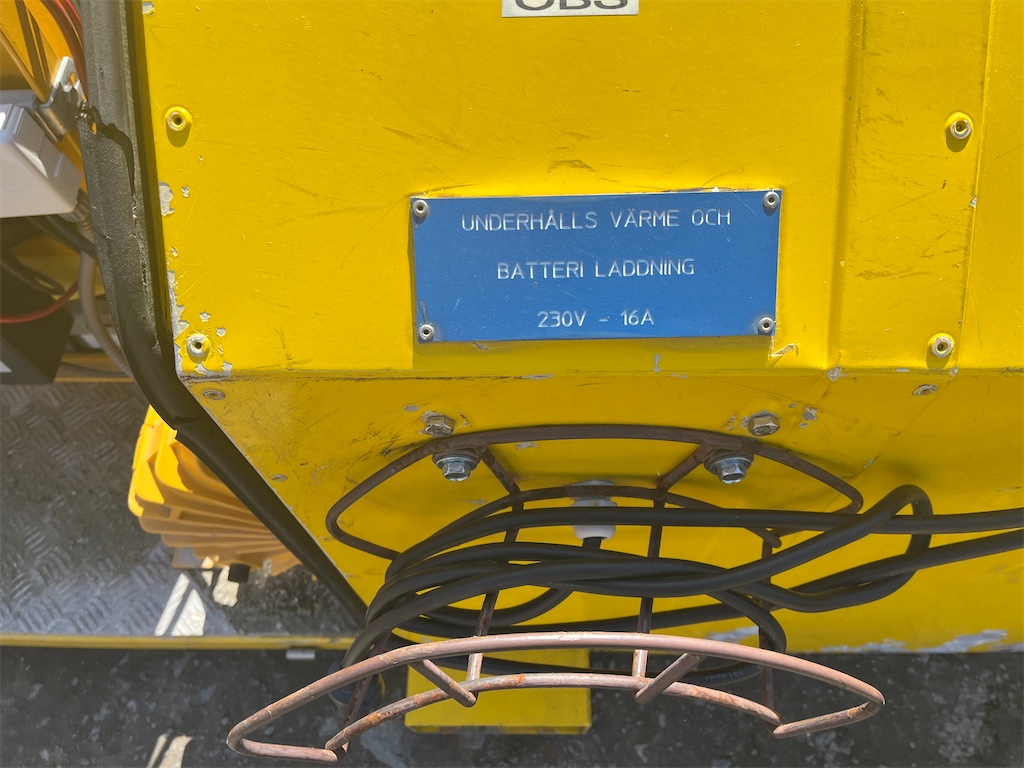 OBS
UNDERHÅLLS VÄRME OCH
BATTERI LADDNING
230V - 16A